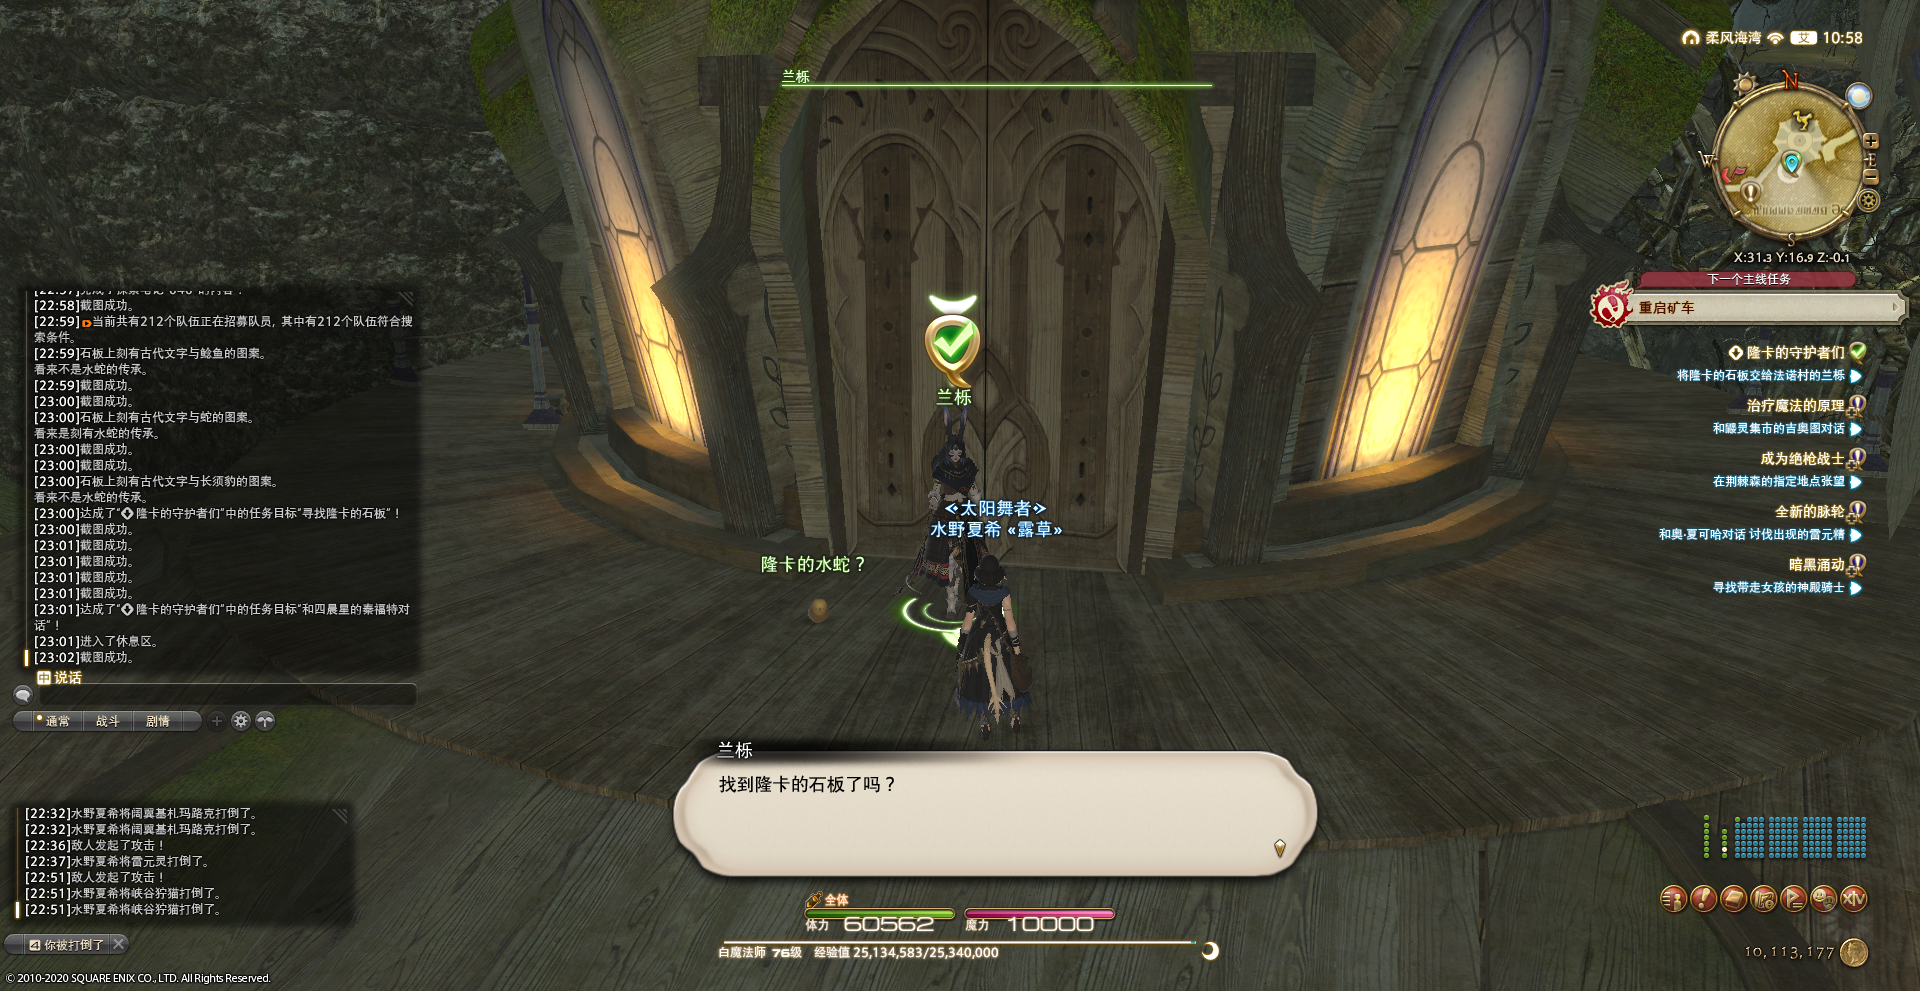 兰栎
柔风海湾 艾 10:58
N
W
E
S
X:31.3 Y:16.9 Z:-0.1
下一个主线任务
重启矿车
隆卡的守护者们
将隆卡的石板交给法诺村的兰栎
治疗魔法的原理
和鼹灵集市的吉奥图对话
成为绝枪战士
在荆棘森的指定地点张望
全新的脉轮
和奥·夏可哈对话 讨伐出现的雷元精
暗黑涌动
寻找带走女孩的神殿骑士
[22:58]截图成功。
[22:59]当前共有212个队伍正在招募队员, 其中有212个队伍符合搜
索条件。
[22:59]石板上刻有古代文字与鲶鱼的图案。
看来不是水蛇的传承。
[22:59]截图成功。
[23:00]截图成功。
[23:00]石板上刻有古代文字与蛇的图案。
看来是刻有水蛇的传承。
[23:00]截图成功。
[23:00]截图成功。
[23:00]石板上刻有古代文字与长须豹的图案。
看来不是水蛇的传承。
[23:00]达成了“隆卡的守护者们”中的任务目标“寻找隆卡的石板”！
[23:00]截图成功。
[23:01]截图成功。
[23:01]截图成功。
[23:01]截图成功。
[23:01]截图成功。
[23:01]达成了“隆卡的守护者们”中的任务目标“和四晨星的秦福特对
话”！
[23:01]进入了休息区。
[23:02]截图成功。
说话
通常 战斗 剧情
兰栎
太阳舞者
水野夏希 «露草»
隆卡的水蛇？
兰栎
找到隆卡的石板了吗？
[22:32]水野夏希将阔翼基札玛路克打倒了。
[22:32]水野夏希将阔翼基札玛路克打倒了。
[22:36]敌人发起了攻击！
[22:37]水野夏希将雷元灵打倒了。
[22:51]敌人发起了攻击！
[22:51]水野夏希将峡谷狞猫打倒了。
[22:51]水野夏希将峡谷狞猫打倒了。
4 你被打倒了
全体
体力 60562 魔力 10000
白魔法师 76级 经验值 25,134,583/25,340,000
XIV
10,113,177
© 2010-2020 SQUARE ENIX CO., LTD. All Rights Reserved.